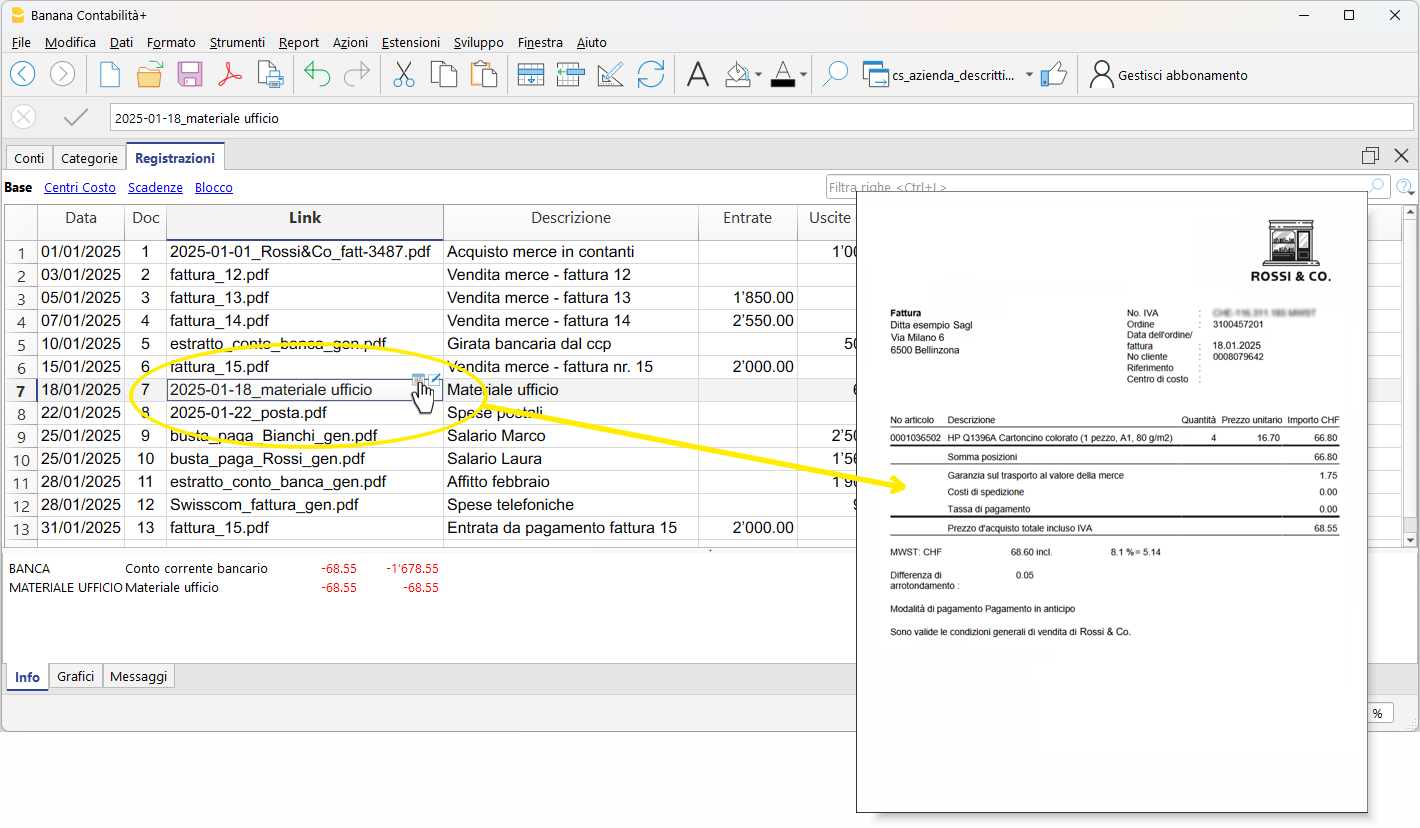 Banana Contabilità+
File Modifica Dati Formato Strumenti Report Azioni Estensioni Sviluppo Finestra Aiuto
cs_azienda_descritti... Gestisci abbonamento
2025-01-18_materiale ufficio
Conti Categorie Registrazioni
Base Centri Costo Scadenze Blocco
Filtra righe <Ctrl+L>
Data Doc Link Descrizione Entrate Uscite
1 01/01/2025 1 2025-01-01_Rossi&Co_fatt-3487.pdf Acquisto merce in contanti
2 03/01/2025 2 fattura_12.pdf Vendita merce - fattura 12
3 05/01/2025 3 fattura_13.pdf Vendita merce - fattura 13 1'850.00
4 07/01/2025 4 fattura_14.pdf Vendita merce - fattura 14 2'550.00
5 10/01/2025 5 estratto_conto_banca_gen.pdf Girata bancaria dal ccp
6 15/01/2025 6 fattura_15.pdf Vendita merce - fattura nr. 15 2'000.00
7 18/01/2025 7 2025-01-18_materiale ufficio Materiale ufficio
8 22/01/2025 8 2025-01-22_posta.pdf Spese postali
9 25/01/2025 9 busta_paga_Bianchi_gen.pdf Salario Marco
10 25/01/2025 10 busta_paga_Rossi_gen.pdf Salario Laura
11 28/01/2025 11 estratto_conto_banca_gen.pdf Affitto febbraio
12 28/01/2025 12 Swisscom_fattura_gen.pdf Spese telefoniche
13 31/01/2025 13 fattura_15.pdf Entrata da pagamento fattura 15 2'000.00
BANCA Conto corrente bancario -68.55 -1'678.55
MATERIALE UFFICIO Materiale ufficio -68.55 -68.55
Info Grafici Messaggi
%
ROSSI & CO.
Fattura
Ditta esempio Sagl
Via Milano 6
6500 Bellinzona
No. IVA :
Ordine : 3100457201
Data dell'ordine/
fattura : 18.01.2025
No cliente : 0008079642
Riferimento :
Centro di costo :
No articolo Descrizione Quantità Prezzo unitario Importo CHF
0001036502 HP Q1396A Cartoncino colorato (1 pezzo, A1, 80 g/m2) 4 16.70 66.80
Somma posizioni 66.80
Garanzia sul trasporto al valore della merce 1.75
Costi di spedizione 0.00
Tassa di pagamento 0.00
Prezzo d'acquisto totale incluso IVA 68.55
MWST: CHF 68.60 incl. 8.1 % = 5.14
Differenza di 0.05
arrotondamento :
Modalità di pagamento Pagamento in anticipo
Sono valide le condizioni generali di vendita di Rossi & Co.